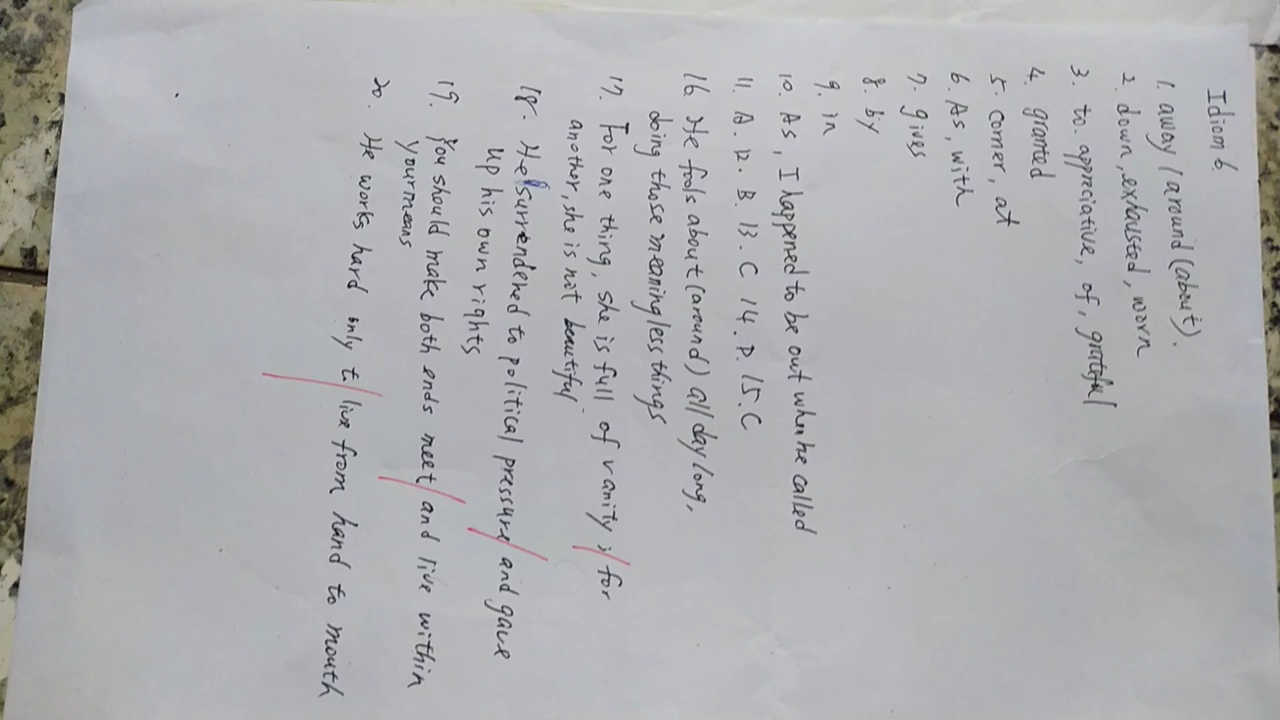 Idiom 6.
1. away (around (about).
2. down, exhausted, worn
3. to. appreciative, of, grateful
4. granted
5. corner, at
6. As, with
7. gives
8. by
9. in
10. As, I happened to be out when he called
11. A. 12. B. 13. C 14. D. 15. C
16. He fools about (around) all day long,
doing those meaningless things
17. For one thing, she is full of vanity; for
another, she is not beautiful
18. He surrendered to political pressure and gave
up his own rights
19. You should make both ends meet and live within
your means
20. He works hard only to live from hand to mouth